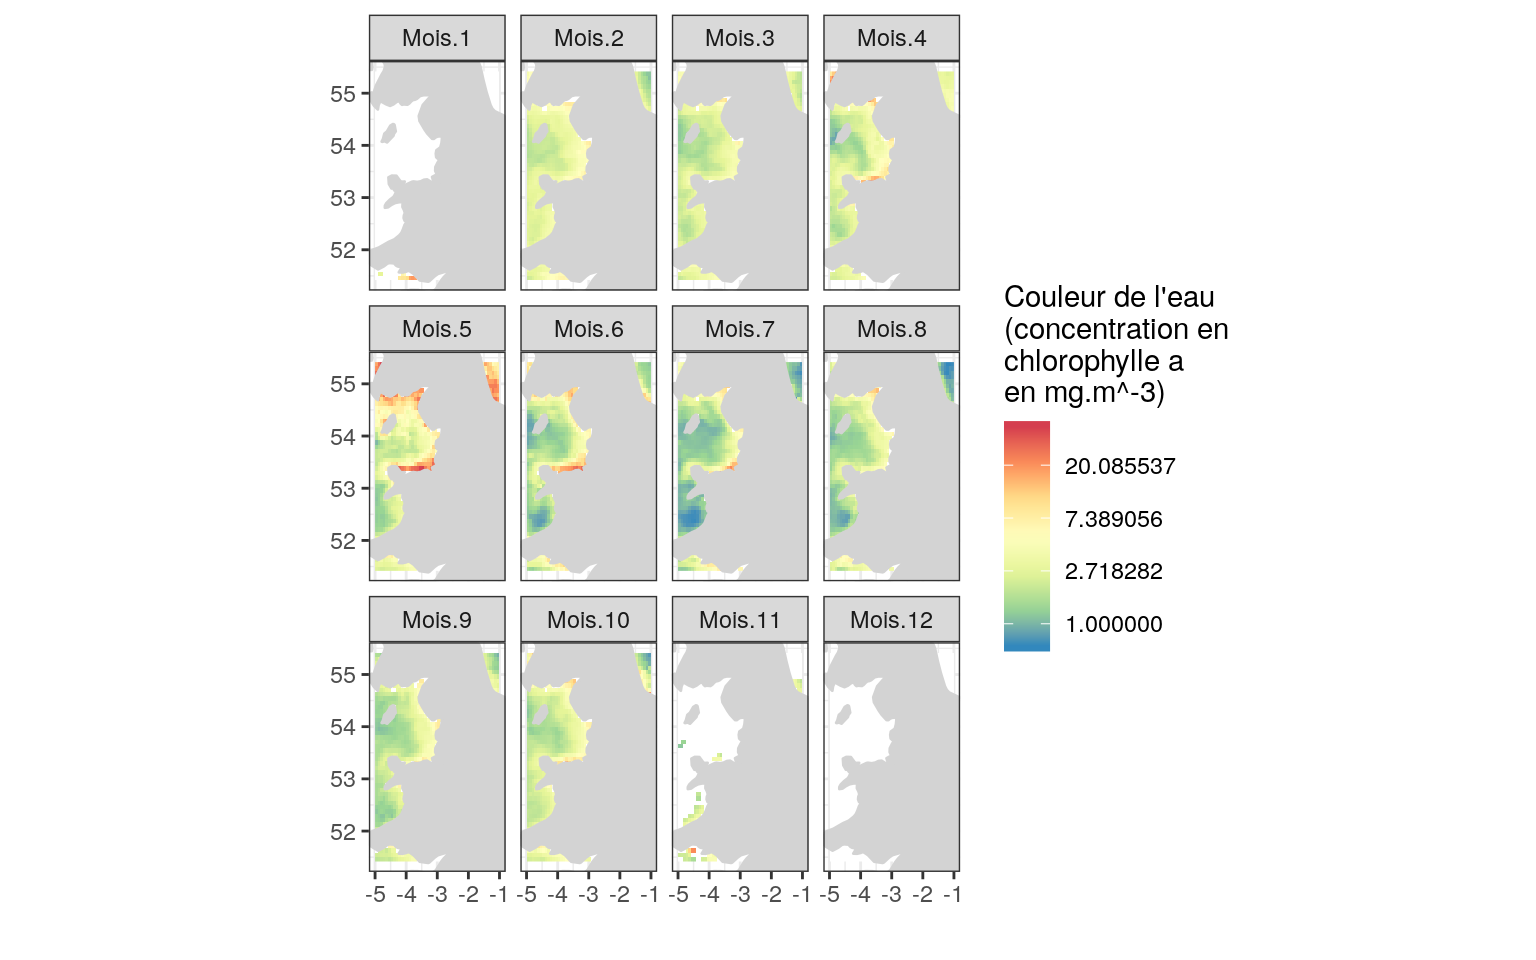 Mois.1 Mois.2 Mois.3 Mois.4
55
54
53
52
Mois.5 Mois.6 Mois.7 Mois.8
55
54
53
52
Mois.9 Mois.10 Mois.11 Mois.12
55
54
53
52
-5 -4 -3 -2 -1 -5 -4 -3 -2 -1 -5 -4 -3 -2 -1 -5 -4 -3 -2 -1
Couleur de l'eau
(concentration en
chlorophylle a
en mg.m^-3)
20.085537
7.389056
2.718282
1.000000